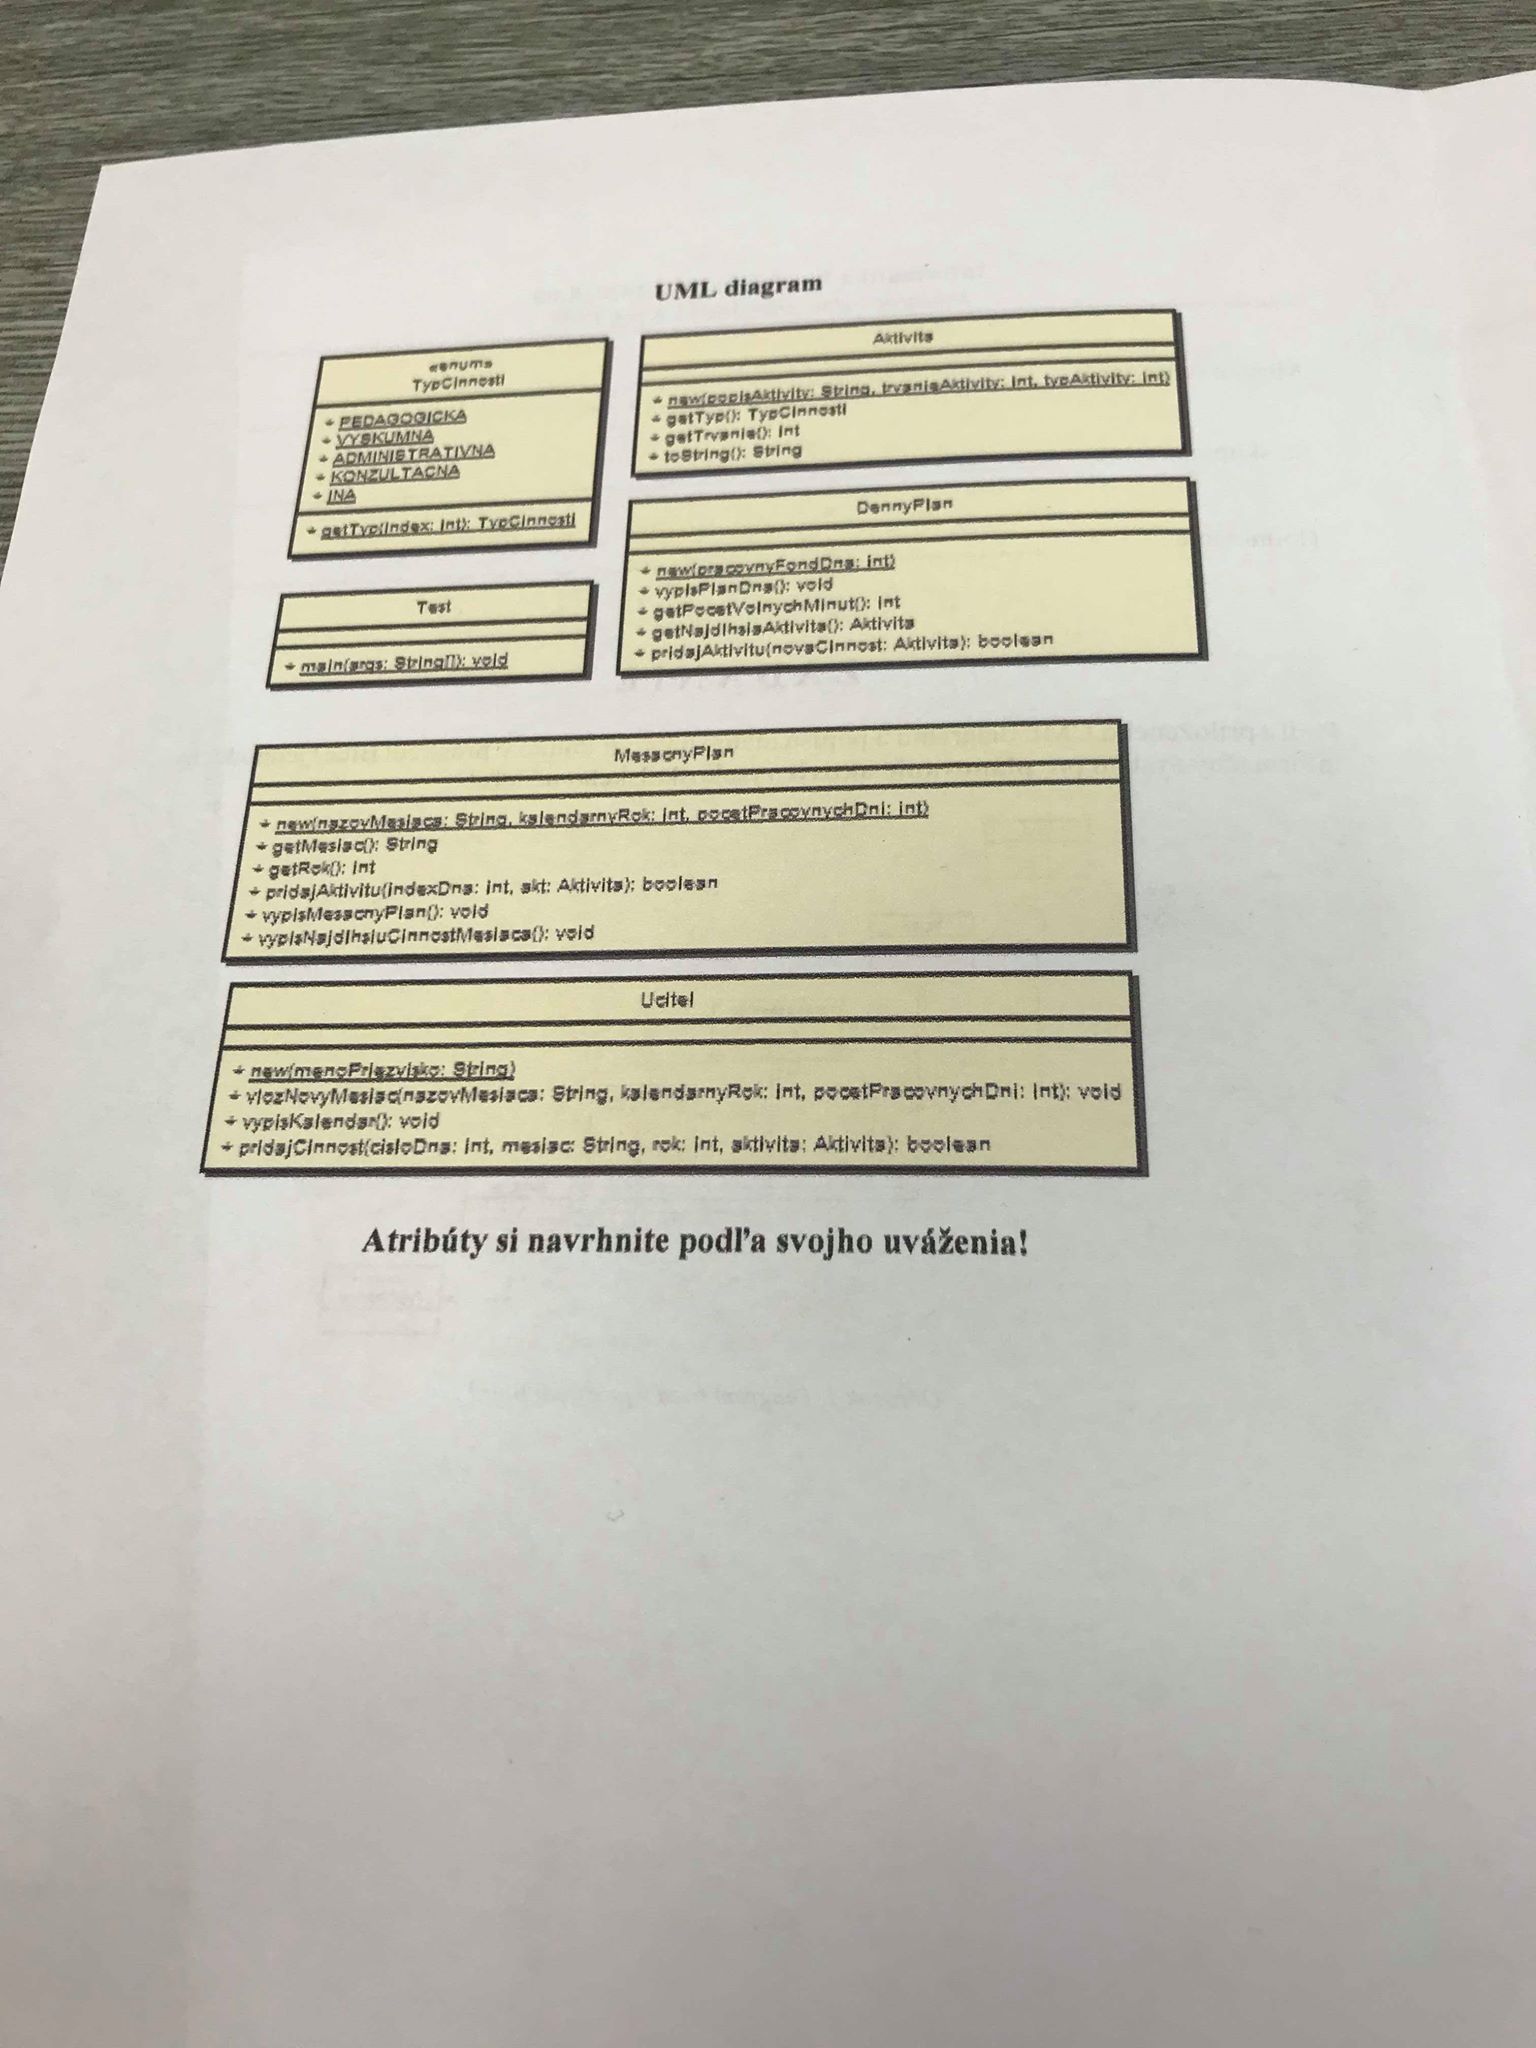 UML diagram
«enum»
TypCinnosti
+ PEDAGOGICKA
+ VYSKUMNA
+ ADMINISTRATIVNA
+ KONZULTACNA
+ INA
+ getTyp(index: int): TypCinnosti
Aktivita
+ new(popisAktivity: String, trvanieAktivity: int, typAktivity: int)
+ getTyp(): TypCinnosti
+ getTrvanie(): int
+ toString(): String
Test
+ main(args: String[]): void
DennyPlan
+ new(pracovnyFondDna: int)
+ vypisPlanDna(): void
+ getPocetVolnychMinut(): int
+ getNajdlhsiaAktivita(): Aktivita
+ pridajAktivitu(novaCinnost: Aktivita): boolean
MesacnyPlan
+ new(nazovMesiaca: String, kalendarnyRok: int, pocetPracovnychDni: int)
+ getMesiac(): String
+ getRok(): int
+ pridajAktivitu(indexDna: int, akt: Aktivita): boolean
+ vypisMesacnyPlan(): void
+ vypisNajdlhsiuCinnostMesiaca(): void
Ucitel
+ new(menoPriezvisko: String)
+ vlozNovyMesiac(nazovMesiaca: String, kalendarnyRok: int, pocetPracovnychDni: int): void
+ vypisKalendar(): void
+ pridajCinnost(cisloDna: int, mesiac: String, rok: int, aktivita: Aktivita): boolean
Atribúty si navrhnite podľa svojho uváženia!